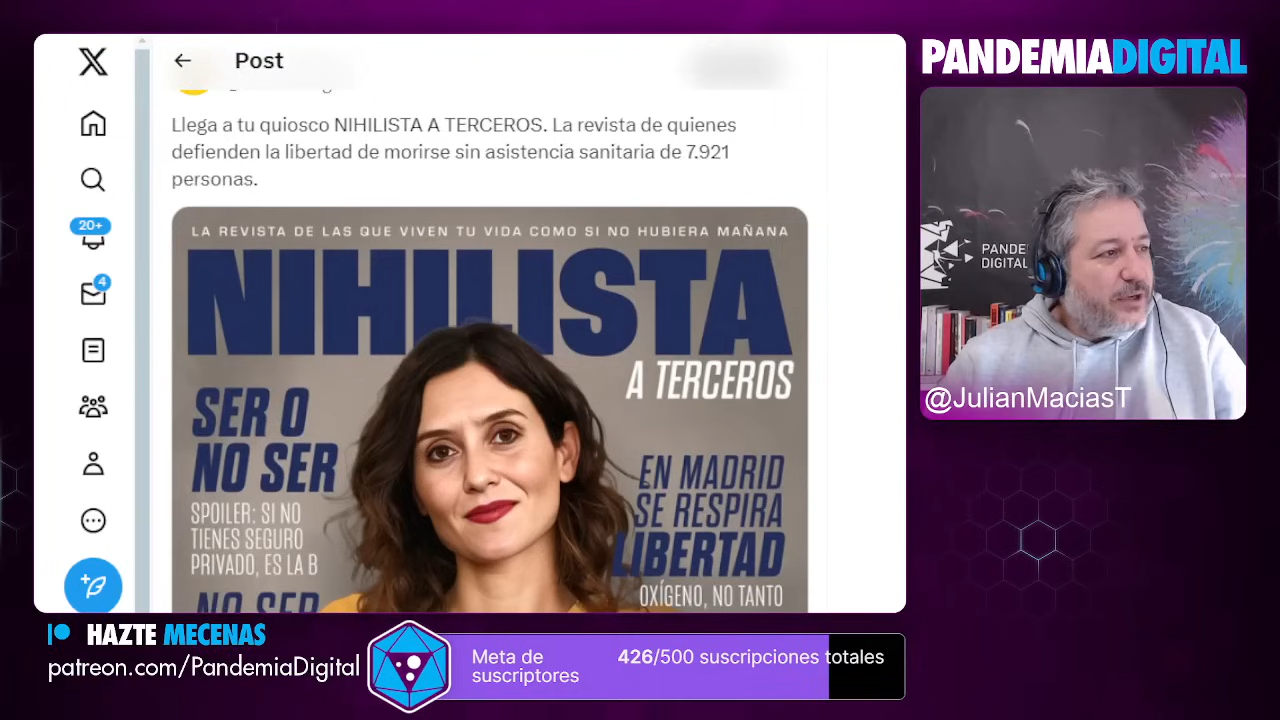 Post
Llega a tu quiosco NIHILISTA A TERCEROS. La revista de quienes
defienden la libertad de morirse sin asistencia sanitaria de 7.921
personas.
20+
4
LA REVISTA DE LAS QUE VIVEN TU VIDA COMO SI NO HUBIERA MAÑANA
NIHILISTA
A TERCEROS
SER O
NO SER
SPOILER: SI NO
TIENES SEGURO
PRIVADO, ES LA B
NO SER
EN MADRID
SE RESPIRA
LIBERTAD
OXÍGENO, NO TANTO
PANDEMIADIGITAL
PANDE
DIGITAL
@JulianMaciasT
HAZTE MECENAS
patreon.com/PandemiaDigital
Meta de
suscriptores
426/500 suscripciones totales